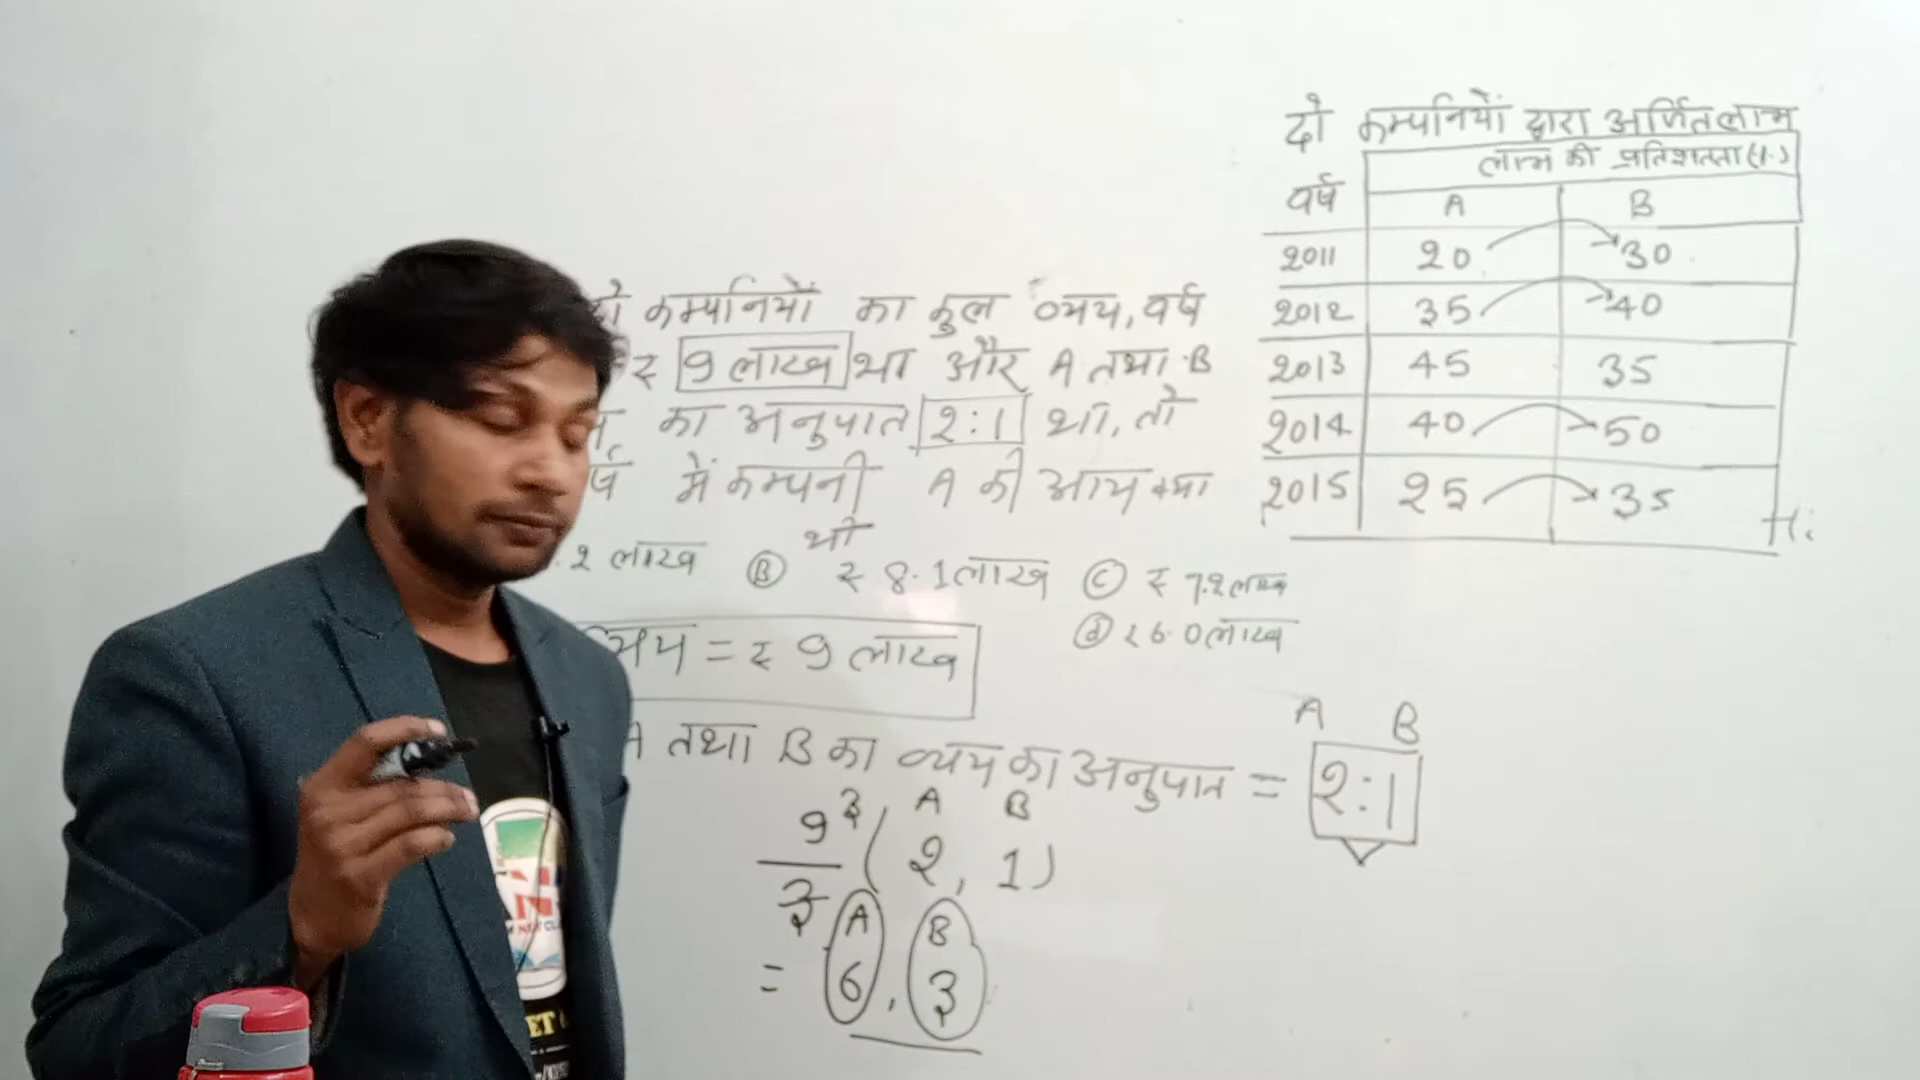 दो कम्पनियों द्वारा अर्जित लाभ
लाभ की प्रतिशतता (%)
वर्ष A B
2011 20 30
2012 35 40
2013 45 35
2014 40 50
2015 25 35
दो कम्पनियों का कुल व्यय, वर्ष
₹ 9 लाख था और A तथा B
का अनुपात 2:1 था, तो
में कम्पनी A की आय क्या
थी
.2 लाख B ₹ 8.1 लाख C ₹ 7.2 लाख
d ₹ 6.0 लाख
व्यय = ₹ 9 लाख
A तथा B का व्यय का अनुपात = 2:1
A B
9 3 ( A B
3 2, 1)
A B
= 6, 3